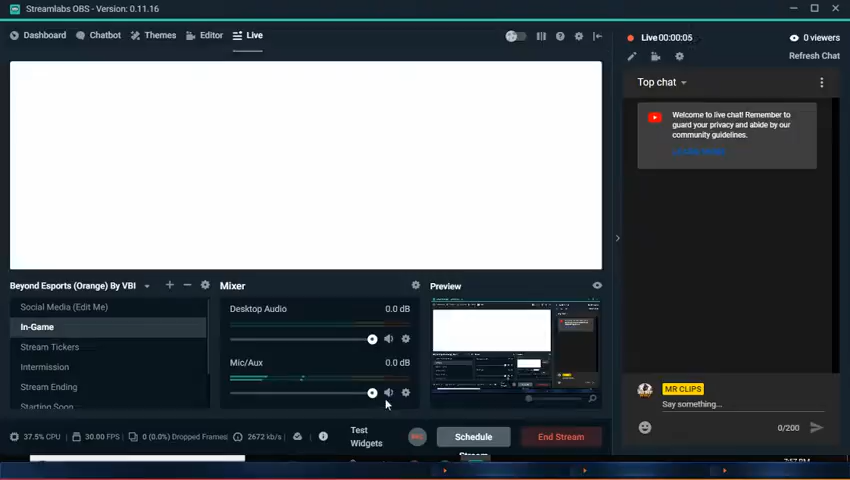 Streamlabs OBS - Version: 0.11.16
Dashboard
Chatbot
Themes
Editor
Live
Live 00:00:05
0 viewers
Refresh Chat
Top chat
Welcome to live chat! Remember to
guard your privacy and abide by our
community guidelines.
Beyond Esports (Orange) By VBI
Social Media (Edit Me)
In-Game
Stream Tickers
Intermission
Stream Ending
Starting Soon
Mixer
Desktop Audio
0.0 dB
Mic/Aux
0.0 dB
Preview
MR CLIPS
Say something...
0/200
37.5% CPU
30.00 FPS
0 (0.0%) Dropped Frames
2672 kb/s
Test
Widgets
REC
Schedule
End Stream